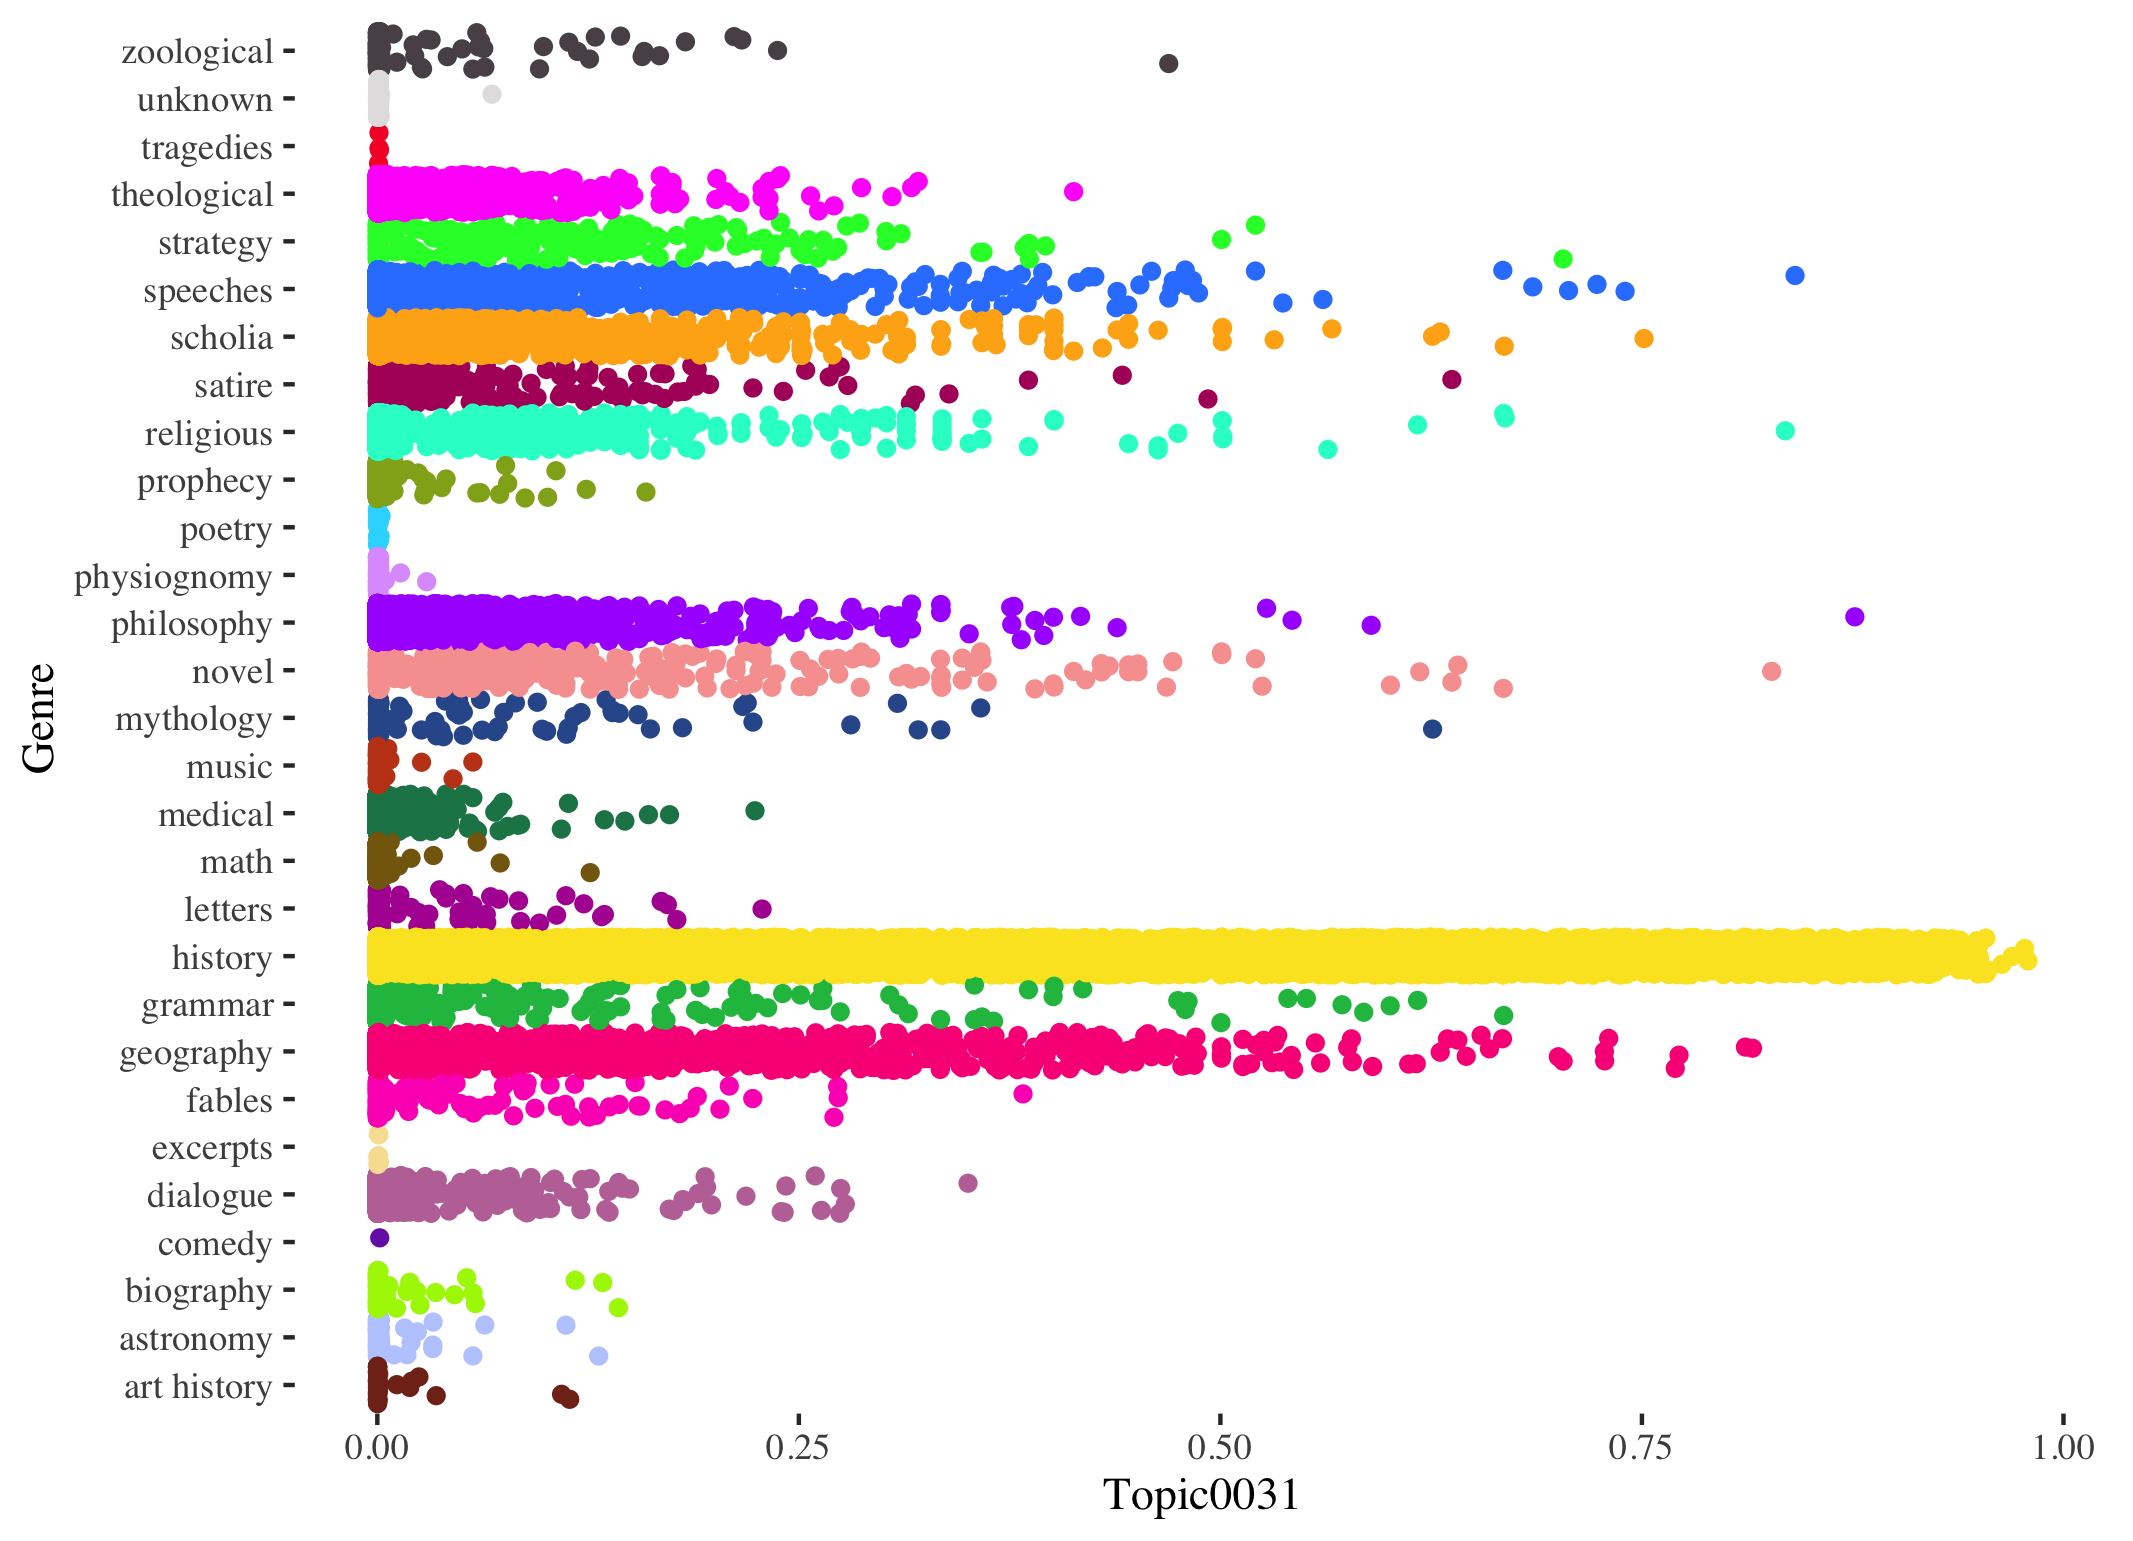 zoological
unknown
tragedies
theological
strategy
speeches
scholia
satire
religious
prophecy
poetry
physiognomy
philosophy
novel
mythology
music
medical
math
letters
history
grammar
geography
fables
excerpts
dialogue
comedy
biography
astronomy
art history
Genre
0.00 0.25 0.50 0.75 1.00
Topic0031